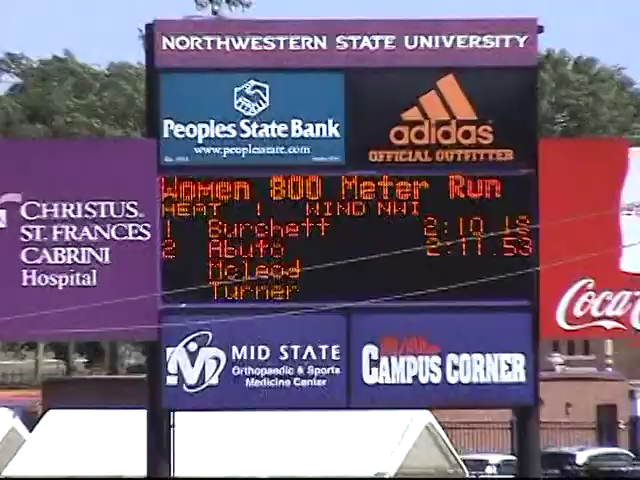 NORTHWESTERN STATE UNIVERSITY
Peoples State Bank
www.peoplesstate.com
adidas
OFFICIAL OUTFITTER
Women 800 Meter Run
HEAT 1 WIND NWI
1 Burchett 2:10.18
2 Abuto 2:11.53
McLeod
Turner
CHRISTUS.
ST. FRANCES
CABRINI
Hospital
Coca
MID STATE
Orthopaedic & Sports
Medicine Center
CAMPUS CORNER